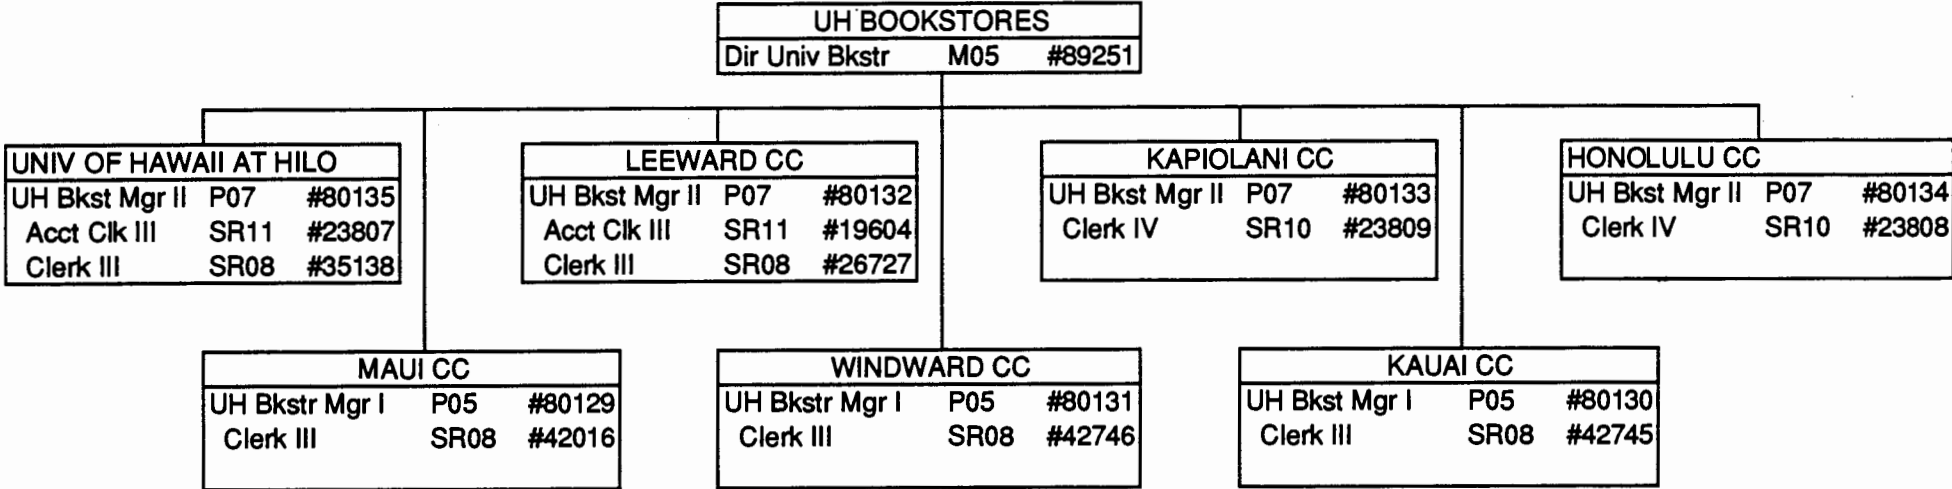 UH BOOKSTORES
Dir Univ Bkstr M05 #89251
UNIV OF HAWAII AT HILO
UH Bkst Mgr II P07 #80135
Acct Clk III SR11 #23807
Clerk III SR08 #35138
LEEWARD CC
UH Bkst Mgr II P07 #80132
Acct Clk III SR11 #19604
Clerk III SR08 #26727
KAPIOLANI CC
UH Bkst Mgr II P07 #80133
Clerk IV SR10 #23809
HONOLULU CC
UH Bkst Mgr II P07 #80134
Clerk IV SR10 #23808
MAUI CC
UH Bkstr Mgr I P05 #80129
Clerk III SR08 #42016
WINDWARD CC
UH Bkstr Mgr I P05 #80131
Clerk III SR08 #42746
KAUAI CC
UH Bkst Mgr I P05 #80130
Clerk III SR08 #42745